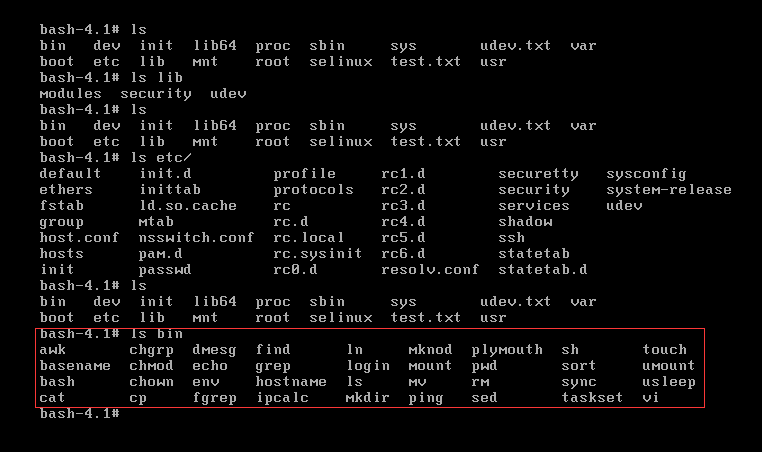 bash-4.1# ls
bin dev init lib64 proc sbin sys udev.txt var
boot etc lib mnt root selinux test.txt usr
bash-4.1# ls lib
modules security udev
bash-4.1# ls
bin dev init lib64 proc sbin sys udev.txt var
boot etc lib mnt root selinux test.txt usr
bash-4.1# ls etc/
default init.d profile rc1.d securetty sysconfig
ethers inittab protocols rc2.d security system-release
fstab ld.so.cache rc rc3.d services udev
group mtab rc.d rc4.d shadow
host.conf nsswitch.conf rc.local rc5.d ssh
hosts pam.d rc.sysinit rc6.d statetab
init passwd rc0.d resolv.conf statetab.d
bash-4.1# ls
bin dev init lib64 proc sbin sys udev.txt var
boot etc lib mnt root selinux test.txt usr
bash-4.1# ls bin
awk chgrp dmesg find ln mknod plymouth sh touch
basename chmod echo grep login mount pwd sort umount
bash chown env hostname ls mv rm sync usleep
cat cp fgrep ipcalc mkdir ping sed taskset vi
bash-4.1#